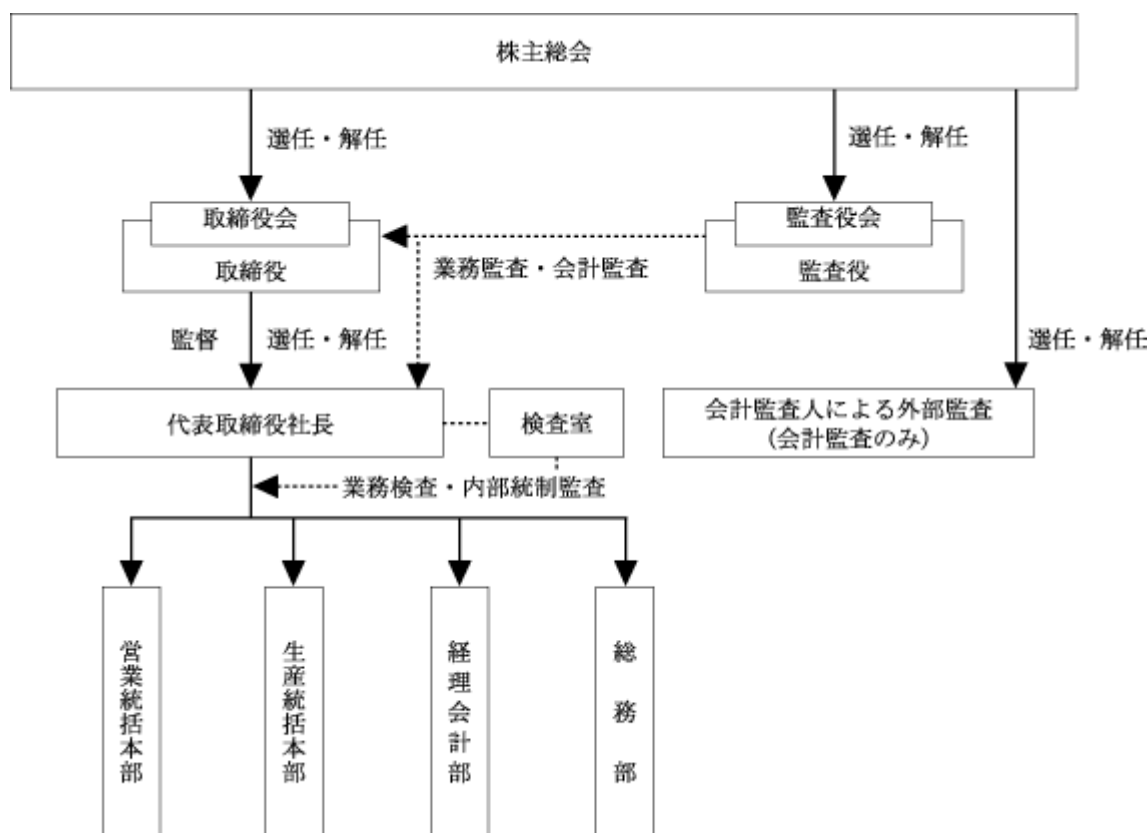 株主総会
選任・解任
選任・解任
取締役会
監査役会
取締役
業務監査・会計監査
監査役
監督
選任・解任
選任・解任
代表取締役社長
検査室
会計監査人による外部監査
(会計監査のみ)
業務検査・内部統制監査
営業統括本部
生産統括本部
経理会計部
総務部